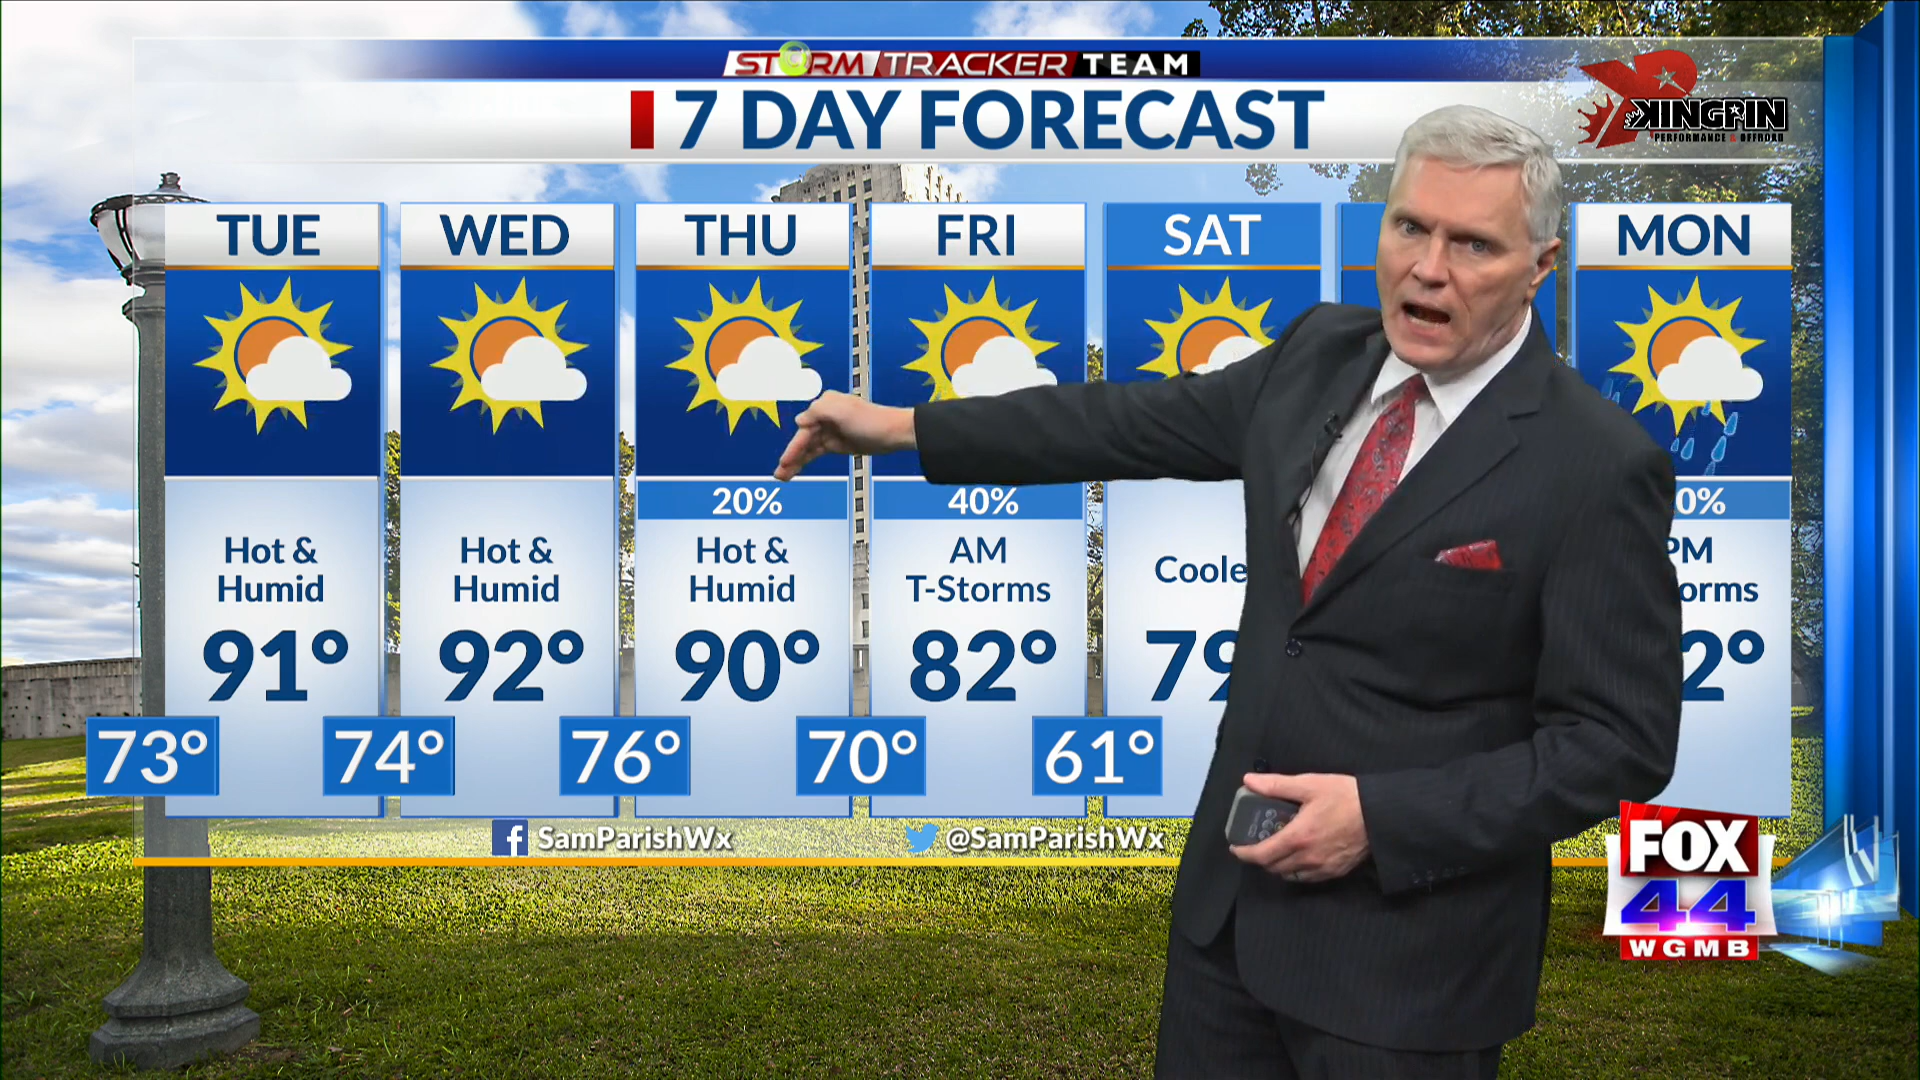 STORM TRACKER TEAM
7 DAY FORECAST
KINGPIN
PERFORMANCE & OFFROAD
TUE
WED
THU
FRI
SAT
MON
20%
40%
0%
Hot &
Humid
Hot &
Humid
Hot &
Humid
AM
T-Storms
Coole
PM
orms
91°
92°
90°
82°
79
2°
73°
74°
76°
70°
61°
f SamParishWx
@SamParishWx
FOX
44
WGMB